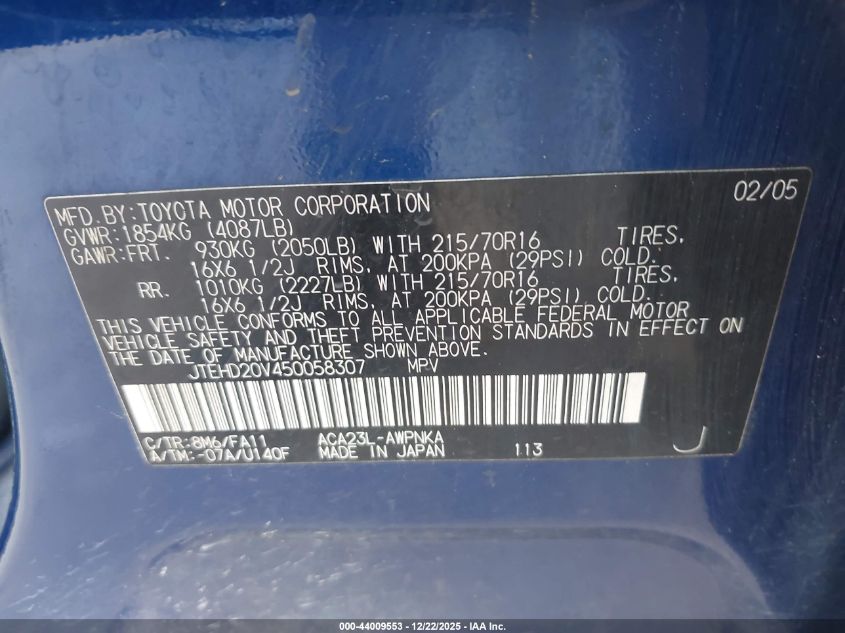 MFD.BY:TOYOTA MOTOR CORPORATION 02/05
GVWR:1854KG (4087LB)
GAWR:FRT. 930KG (2050LB) WITH 215/70R16 TIRES,
16X6 1/2J RIMS, AT 200KPA (29PSI) COLD.
RR. 1010KG (2227LB) WITH 215/70R16 TIRES,
16X6 1/2J RIMS, AT 200KPA (29PSI) COLD.
THIS VEHICLE CONFORMS TO ALL APPLICABLE FEDERAL MOTOR
VEHICLE SAFETY AND THEFT PREVENTION STANDARDS IN EFFECT ON
THE DATE OF MANUFACTURE SHOWN ABOVE.
JTEHD20V450058307 MPV
C/TR:8M6/FA11 ACA23L-AWPNKA
A/TM:-07A/U140F MADE IN JAPAN 113 J
000-44009553 - 12/22/2025 - IAA Inc.